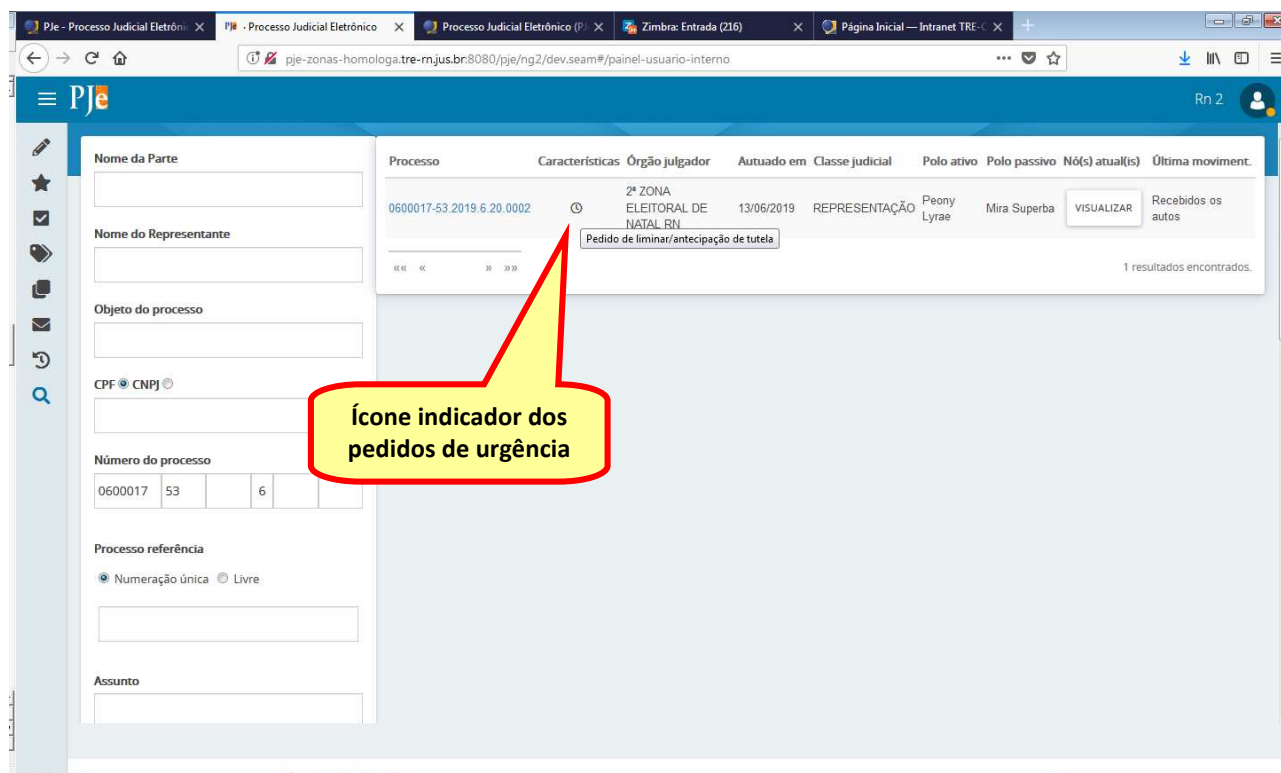 PJe - Processo Judicial Eletrôni
PJe · Processo Judicial Eletrônico
Processo Judicial Eletrônico (PJ
Zimbra: Entrada (216)
Página Inicial — Intranet TRE-
pje-zonas-homologa.tre-rn.jus.br:8080/pje/ng2/dev.seam#/painel-usuario-interno
PJe
Rn 2
Nome da Parte
Nome do Representante
Objeto do processo
CPF CNPJ
Número do processo
0600017 53 6
Processo referência
Numeração única Livre
Assunto
Processo Características Órgão julgador Autuado em Classe judicial Polo ativo Polo passivo Nó(s) atual(is) Última moviment.
0600017-53.2019.6.20.0002 2ª ZONA ELEITORAL DE NATAL RN 13/06/2019 REPRESENTAÇÃO Peony Lyrae Mira Superba VISUALIZAR Recebidos os autos
Pedido de liminar/antecipação de tutela
«« « » »»
1 resultados encontrados.
Ícone indicador dos
pedidos de urgência